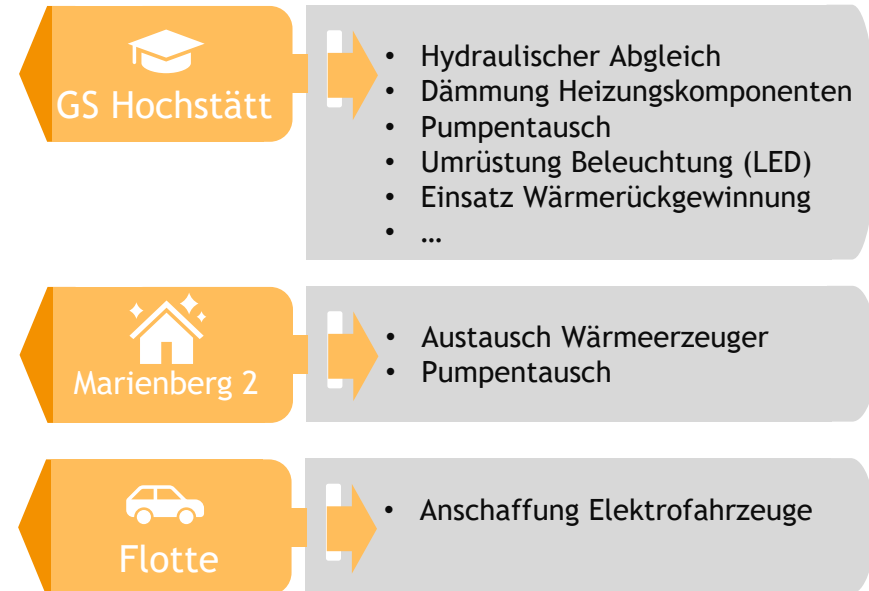 GS Hochstätt
• Hydraulischer Abgleich
• Dämmung Heizungskomponenten
• Pumpentausch
• Umrüstung Beleuchtung (LED)
• Einsatz Wärmerückgewinnung
• …
Marienberg 2
• Austausch Wärmeerzeuger
• Pumpentausch
Flotte
• Anschaffung Elektrofahrzeuge